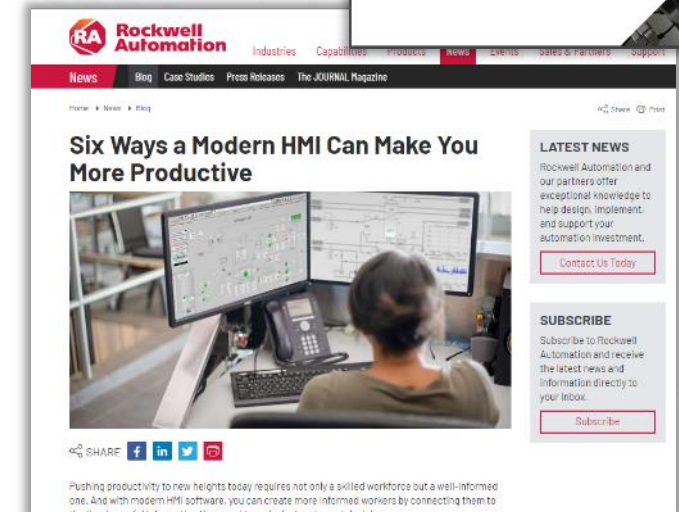 RA Rockwell
Automation
Industries Capabilities Products News Events Sales & Partners Support
News Blog Case Studies Press Releases The JOURNAL Magazine
Home News Blog Share Print
Six Ways a Modern HMI Can Make You
More Productive
SHARE f in
Pushing productivity to new heights today requires not only a skilled workforce but a well-informed
one. And with modern HMI software, you can create more informed workers by connecting them to
LATEST NEWS
Rockwell Automation and
our partners offer
exceptional knowledge to
help design, implement,
and support your
automation investment.
Contact Us Today
SUBSCRIBE
Subscribe to Rockwell
Automation and receive
the latest news and
information directly to
your inbox.
Subscribe